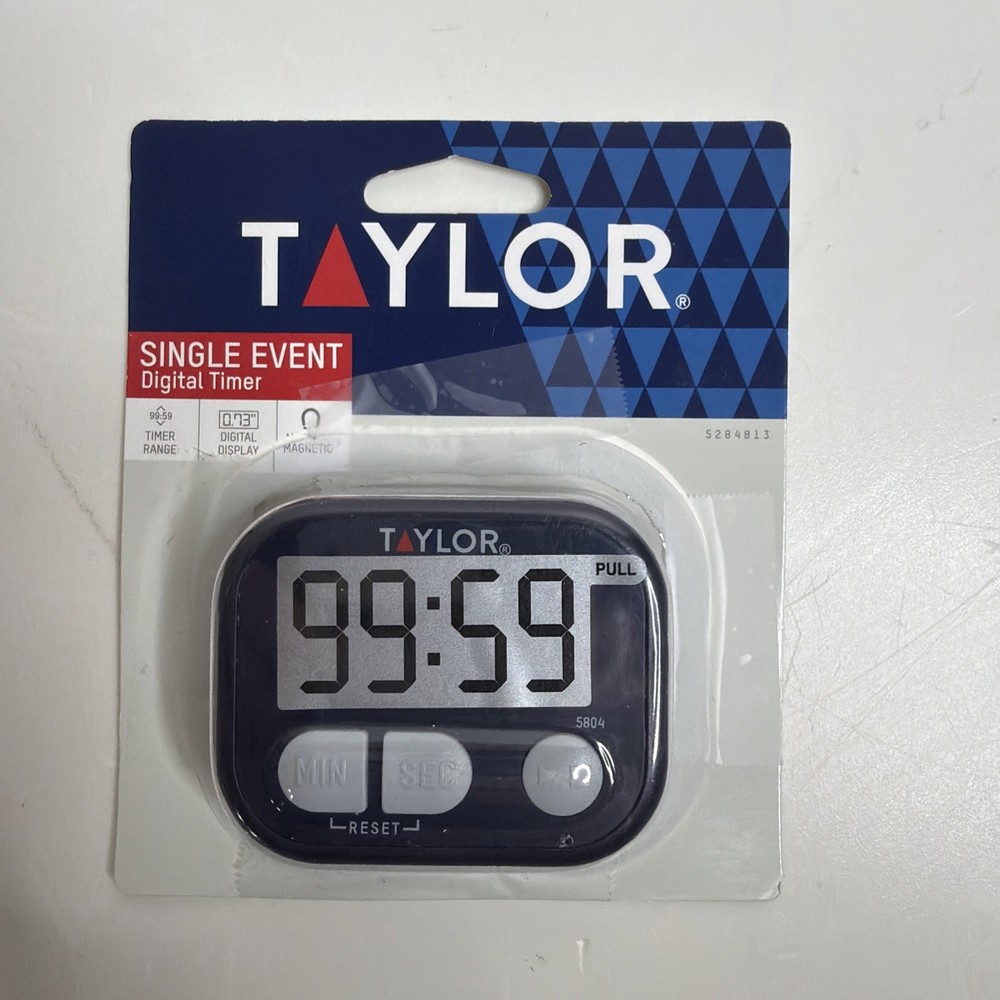 TAYLOR®
SINGLE EVENT
Digital Timer
99:59
TIMER
RANGE
0.73"
DIGITAL
DISPLAY
MAGNETIC
5284813
TAYLOR®
PULL
99:59
5804
MIN SEC
RESET